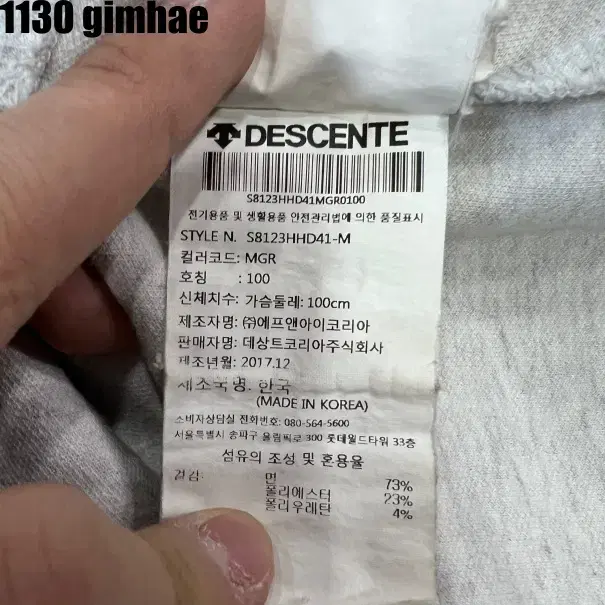 1130 gimhae
DESCENTE
S8123HHD41MGR0100
전기용품 및 생활용품 안전관리법에 의한 품질표시
STYLE N. S8123HHD41-M
컬러코드: MGR
호칭 : 100
신체치수: 가슴둘레: 100cm
제조자명: ㈜에프앤아이코리아
판매자명: 데상트코리아주식회사
제조년월: 2017.12
제조국명: 한국
(MADE IN KOREA)
소비자상담실 전화번호: 080-564-5600
서울특별시 송파구 올림픽로 300 롯데월드타워 33층
섬유의 조성 및 혼용율
겉감: 면 73%
폴리에스터 23%
폴리우레탄 4%